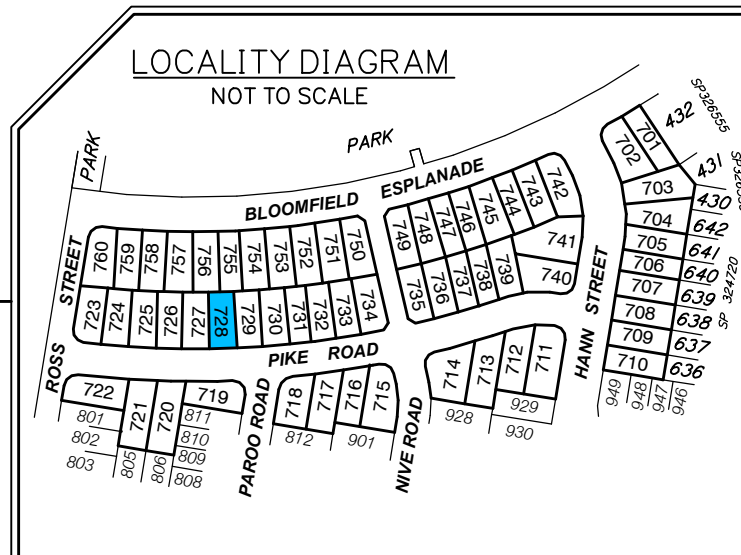 LOCALITY DIAGRAM
NOT TO SCALE
PARK
PARK
BLOOMFIELD ESPLANADE
ROSS STREET
760 759 758 757 756 755 754 753 752 751 750
723 724 725 726 727 728 729 730 731 732 733 734
749 748 747 746 745 744 743 742
741
735 736 737 738 739 740
PIKE ROAD
HANN STREET
702 701 432 SP326555
703 431
430
704 642
705 641
706 640
707 639
SP 324720
708 638
709 637
710 636
949 948 947 946
722 721 720 719
801 811
802 810
803 805 806 809
808
PAROO ROAD
718 717 716 715
812 901
NIVE ROAD
714 713 712 711
928 929
930